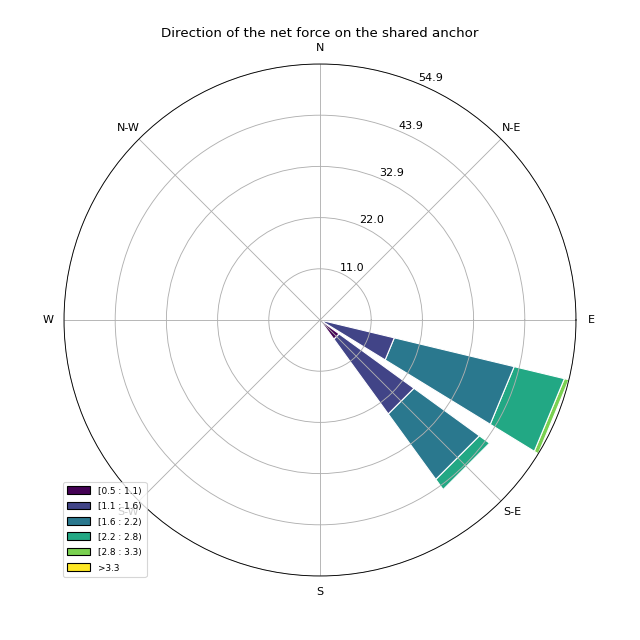 Direction of the net force on the shared anchor
N
54.9
N-W
43.9
N-E
32.9
22.0
11.0
W
E
[0.5 : 1.1)
[1.1 : 1.6)
S-W
S-E
[1.6 : 2.2)
[2.2 : 2.8)
[2.8 : 3.3)
>3.3
S